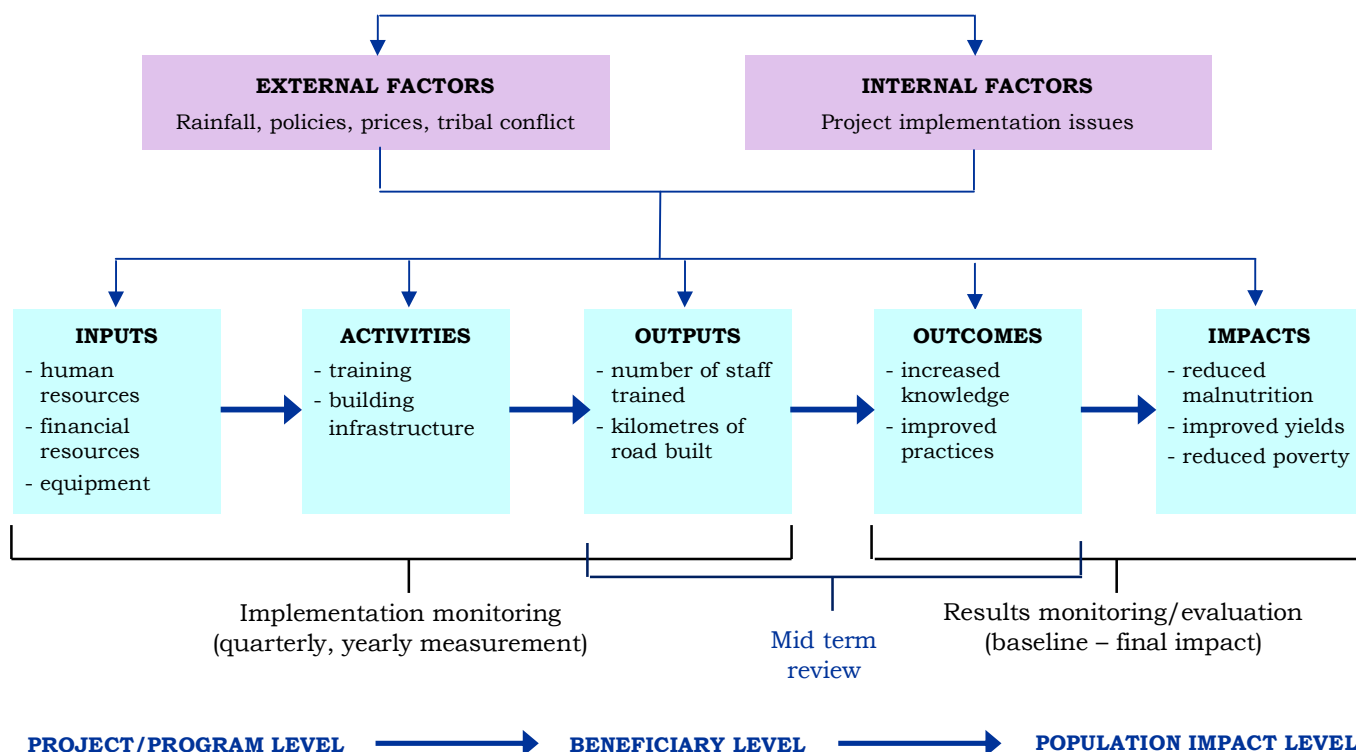 EXTERNAL FACTORS
Rainfall, policies, prices, tribal conflict
INTERNAL FACTORS
Project implementation issues
INPUTS
- human
resources
- financial
resources
- equipment
ACTIVITIES
- training
- building
infrastructure
OUTPUTS
- number of staff
trained
- kilometres of
road built
OUTCOMES
- increased
knowledge
- improved
practices
IMPACTS
- reduced
malnutrition
- improved yields
- reduced poverty
Implementation monitoring
(quarterly, yearly measurement)
Mid term
review
Results monitoring/evaluation
(baseline – final impact)
PROJECT/PROGRAM LEVEL
BENEFICIARY LEVEL
POPULATION IMPACT LEVEL